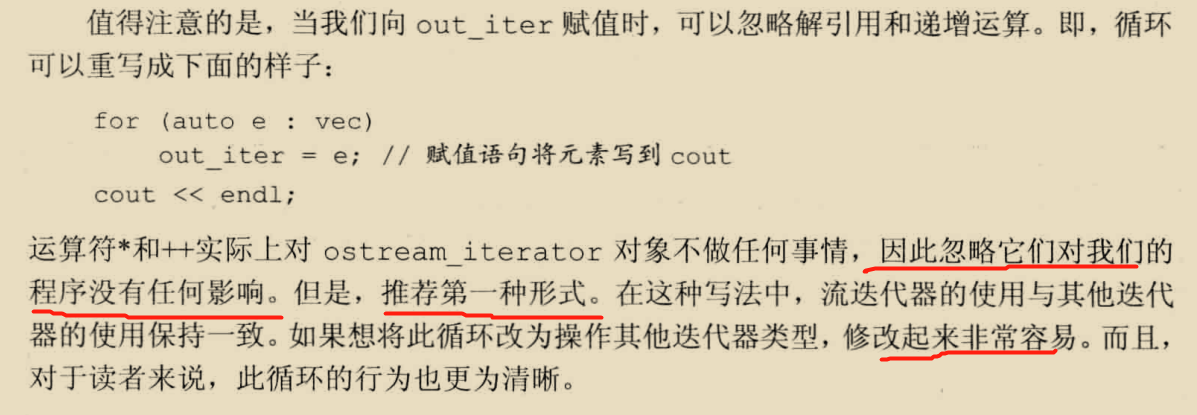 值得注意的是，当我们向 out_iter 赋值时，可以忽略解引用和递增运算。即，循环
可以重写成下面的样子：
for (auto e : vec)
out_iter = e; // 赋值语句将元素写到 cout
cout << endl;
运算符*和++实际上对 ostream_iterator 对象不做任何事情，因此忽略它们对我们的
程序没有任何影响。但是，推荐第一种形式。在这种写法中，流迭代器的使用与其他迭代
器的使用保持一致。如果想将此循环改为操作其他迭代器类型，修改起来非常容易。而且，
对于读者来说，此循环的行为也更为清晰。